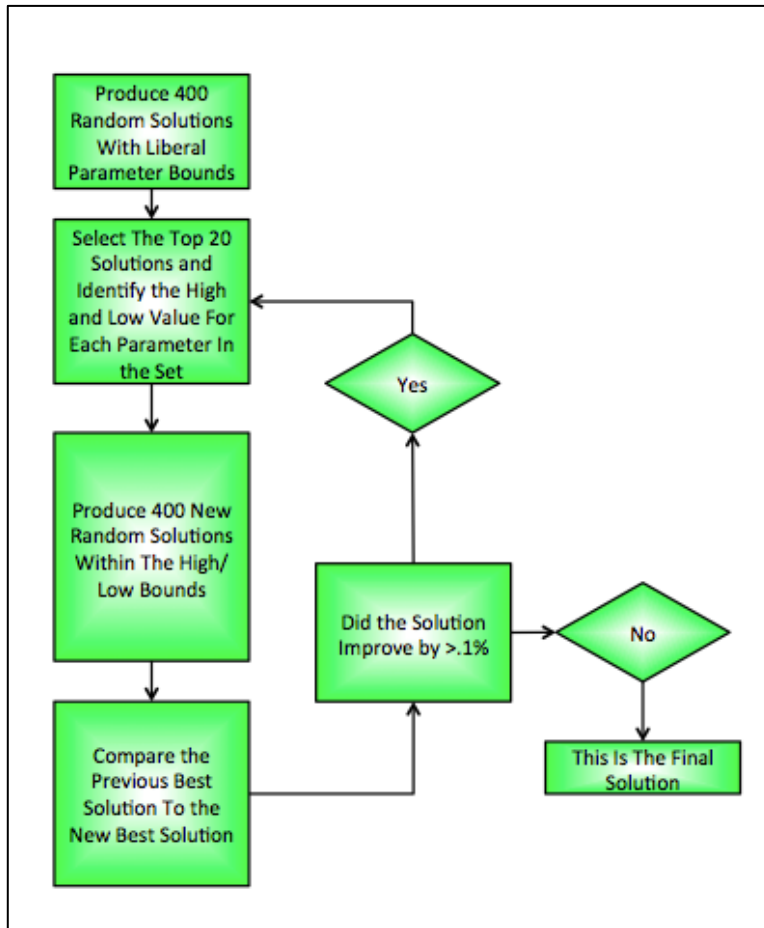 Produce 400
Random Solutions
With Liberal
Parameter Bounds
Select The Top 20
Solutions and
Identify the High
and Low Value For
Each Parameter In
the Set
Produce 400 New
Random Solutions
Within The High/
Low Bounds
Compare the
Previous Best
Solution To the
New Best Solution
Did the Solution
Improve by >.1%
Yes
No
This Is The Final
Solution